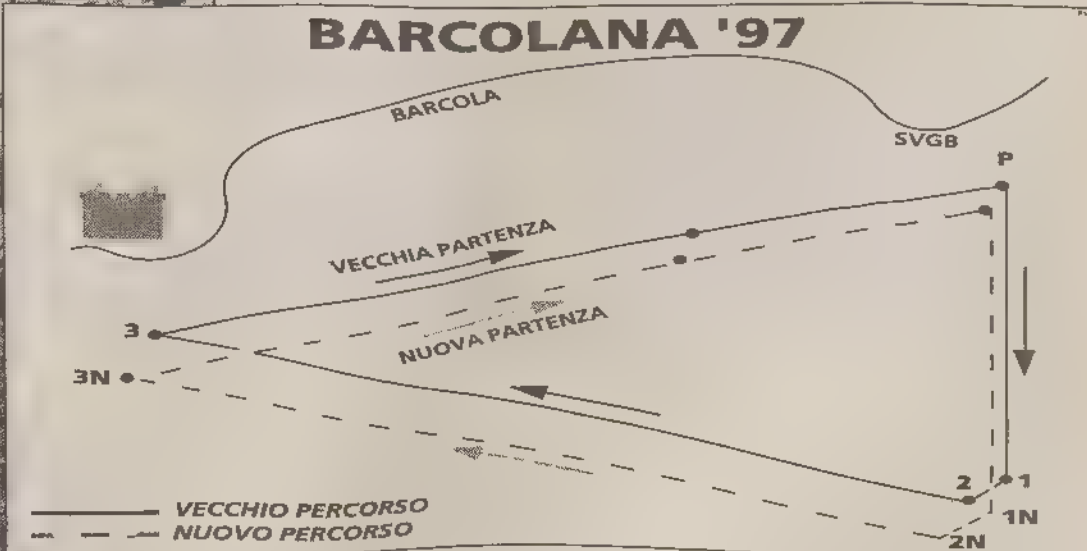 BARCOLANA '97
BARCOLA
SVGB
P
VECCHIA PARTENZA
3
NUOVA PARTENZA
3N
2
1
1N
2N
VECCHIO PERCORSO
NUOVO PERCORSO